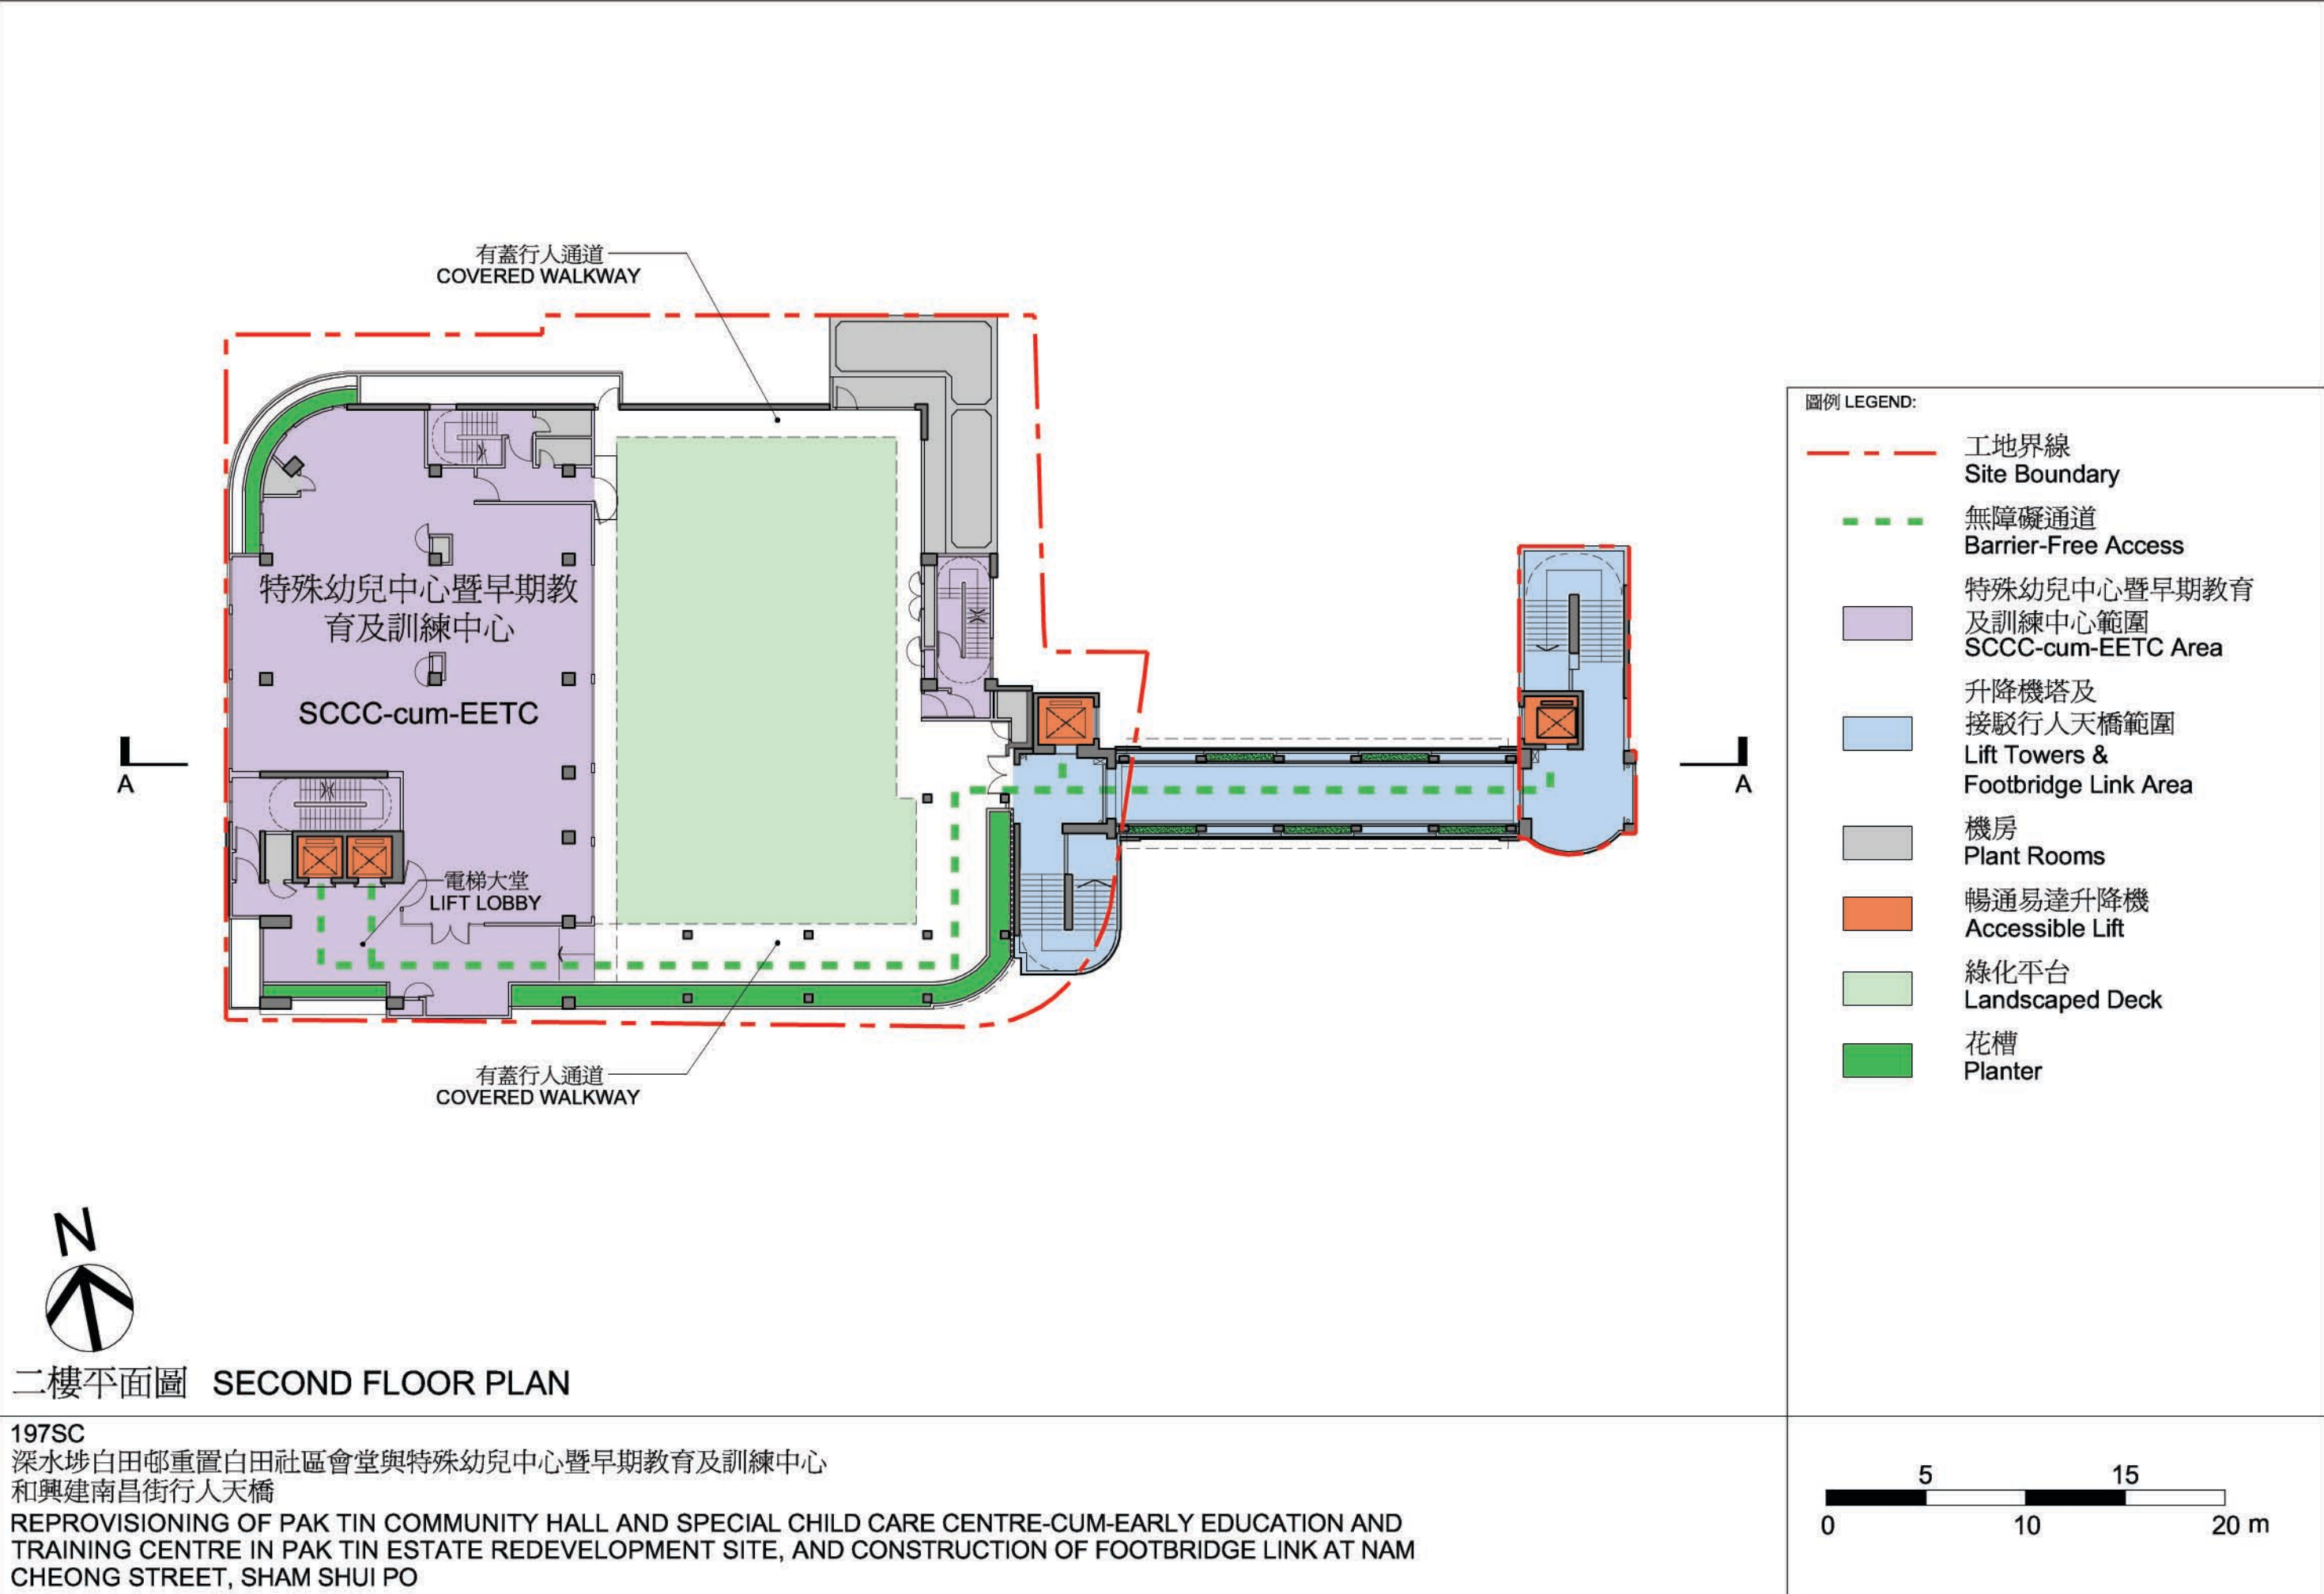 有蓋行人通道
COVERED WALKWAY
特殊幼兒中心暨早期教
育及訓練中心
SCCC-cum-EETC
A
A
電梯大堂
LIFT LOBBY
有蓋行人通道
COVERED WALKWAY
圖例 LEGEND:
工地界線
Site Boundary
無障礙通道
Barrier-Free Access
特殊幼兒中心暨早期教育
及訓練中心範圍
SCCC-cum-EETC Area
升降機塔及
接駁行人天橋範圍
Lift Towers &
Footbridge Link Area
機房
Plant Rooms
暢通易達升降機
Accessible Lift
綠化平台
Landscaped Deck
花槽
Planter
N
二樓平面圖 SECOND FLOOR PLAN
197SC
深水埗白田邨重置白田社區會堂與特殊幼兒中心暨早期教育及訓練中心
和興建南昌街行人天橋
REPROVISIONING OF PAK TIN COMMUNITY HALL AND SPECIAL CHILD CARE CENTRE-CUM-EARLY EDUCATION AND
TRAINING CENTRE IN PAK TIN ESTATE REDEVELOPMENT SITE, AND CONSTRUCTION OF FOOTBRIDGE LINK AT NAM
CHEONG STREET, SHAM SHUI PO
5 15
0 10 20 m